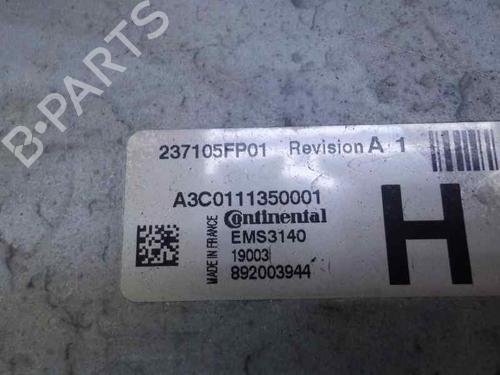 B-PARTS
237105FP01 Revision A 1
A3C0111350001
Continental
EMS3140
19003
892003944
MADE IN FRANCE
H